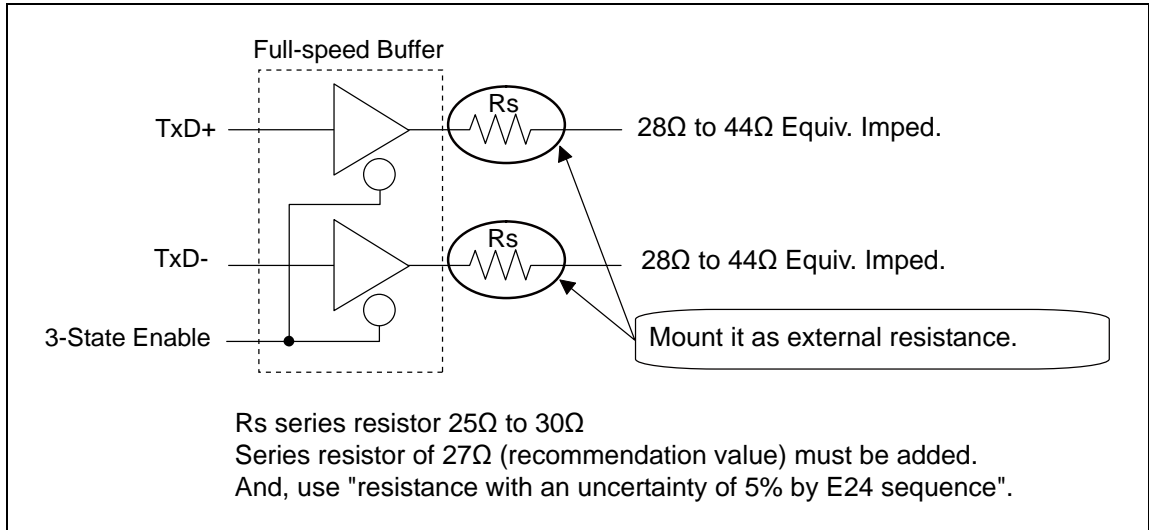 Full-speed Buffer
Rs
TxD+
28Ω to 44Ω Equiv. Imped.
Rs
TxD-
28Ω to 44Ω Equiv. Imped.
3-State Enable
Mount it as external resistance.
Rs series resistor 25Ω to 30Ω
Series resistor of 27Ω (recommendation value) must be added.
And, use "resistance with an uncertainty of 5% by E24 sequence".